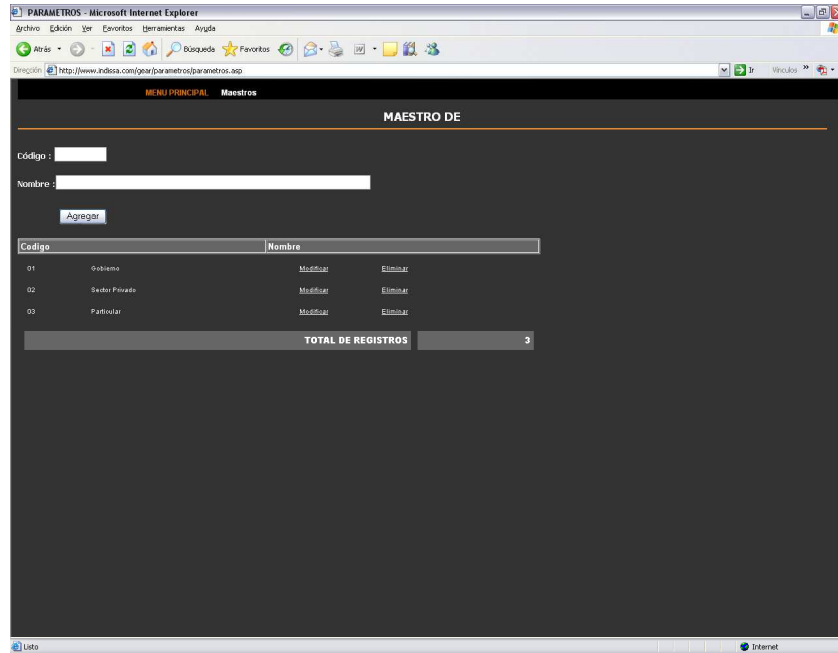 PARAMETROS - Microsoft Internet Explorer
Archivo Edición Ver Favoritos Herramientas Ayuda
Atrás Búsqueda Favoritos
Dirección http://www.indissa.com/gear/parametros/parametros.asp Ir Vínculos »
MENU PRINCIPAL Maestros
MAESTRO DE
Código :
Nombre :
Agregar
Codigo Nombre
01 Gobierno Modificar Eliminar
02 Sector Privado Modificar Eliminar
03 Particular Modificar Eliminar
TOTAL DE REGISTROS 3
Listo Internet